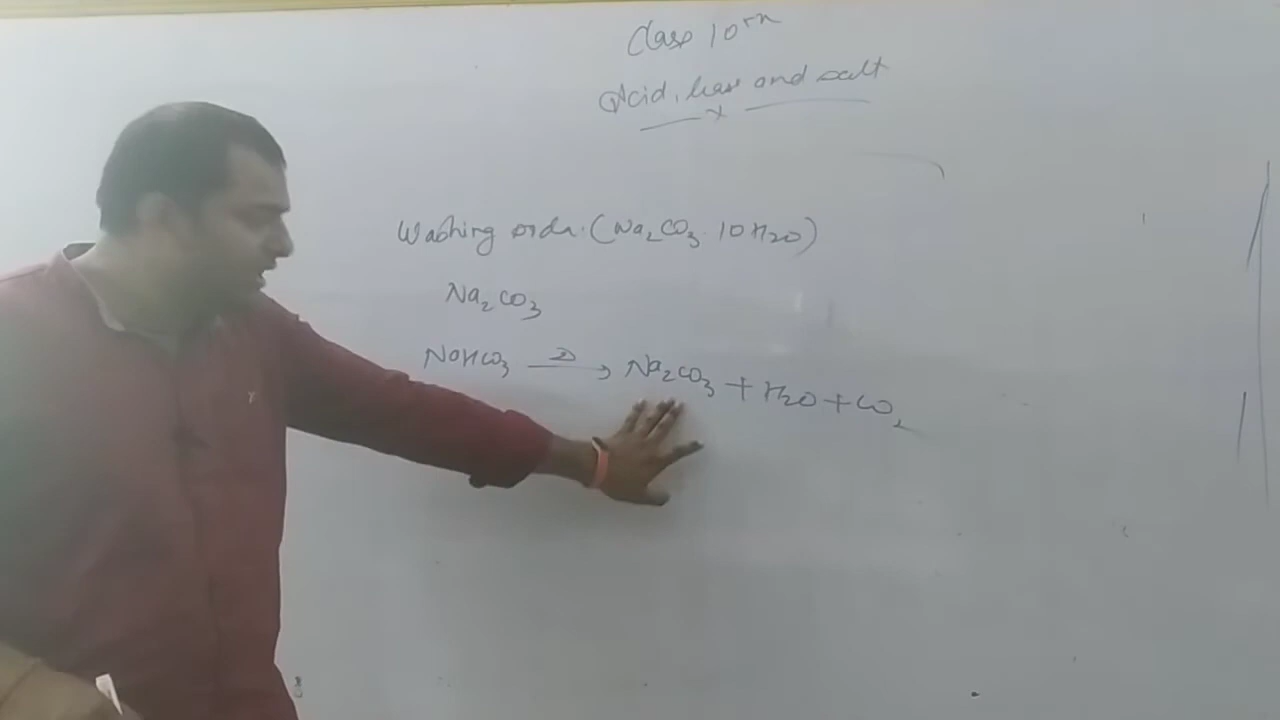 Class 10th
Acid, base and salt
Washing soda: (Na2CO3. 10H2O)
Na2CO3
NaHCO3 Δ→ Na2CO3 + H2O + CO2